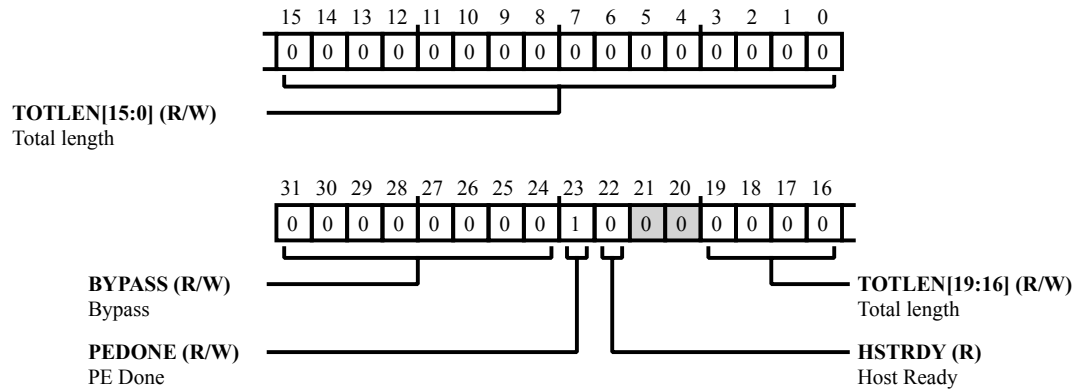 15 14 13 12 11 10 9 8 7 6 5 4 3 2 1 0
0 0 0 0 0 0 0 0 0 0 0 0 0 0 0 0
TOTLEN[15:0] (R/W)
Total length
31 30 29 28 27 26 25 24 23 22 21 20 19 18 17 16
0 0 0 0 0 0 0 0 1 0 0 0 0 0 0 0
BYPASS (R/W)
Bypass
TOTLEN[19:16] (R/W)
Total length
PEDONE (R/W)
PE Done
HSTRDY (R)
Host Ready